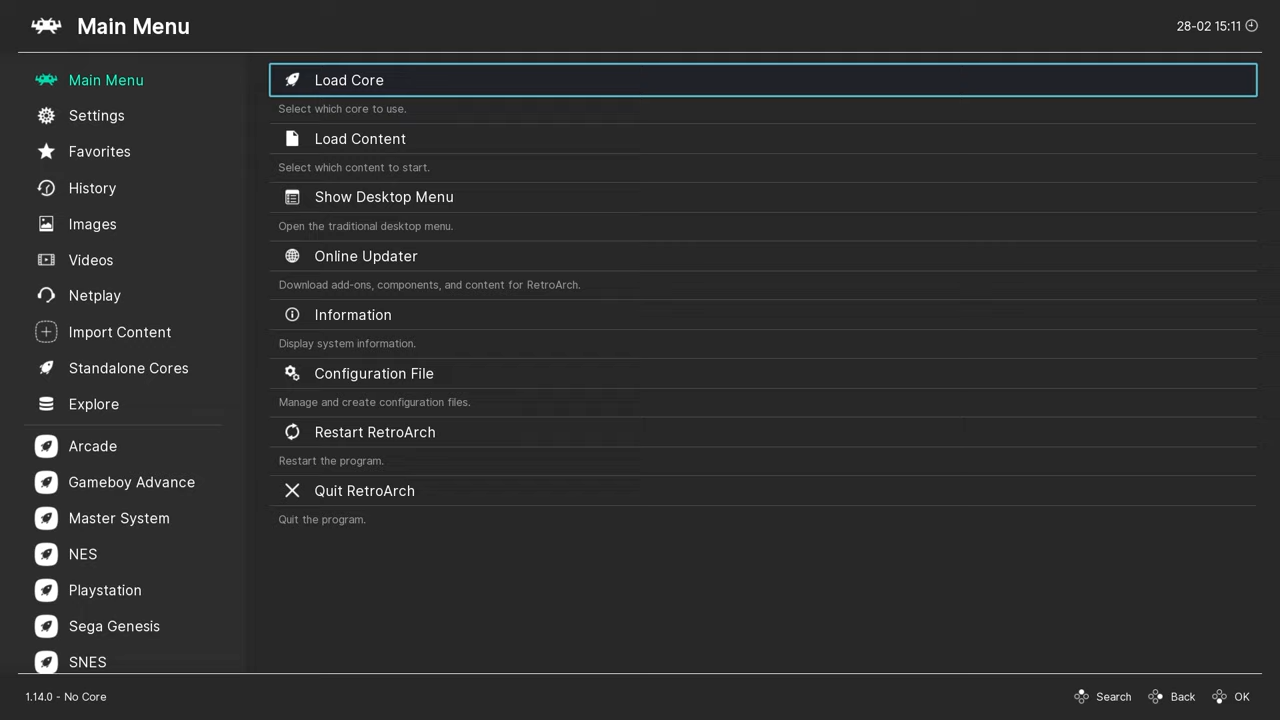 Main Menu
28-02 15:11
Main Menu
Settings
Favorites
History
Images
Videos
Netplay
Import Content
Standalone Cores
Explore
Arcade
Gameboy Advance
Master System
NES
Playstation
Sega Genesis
SNES
Load Core
Select which core to use.
Load Content
Select which content to start.
Show Desktop Menu
Open the traditional desktop menu.
Online Updater
Download add-ons, components, and content for RetroArch.
Information
Display system information.
Configuration File
Manage and create configuration files.
Restart RetroArch
Restart the program.
Quit RetroArch
Quit the program.
1.14.0 - No Core
Search Back OK